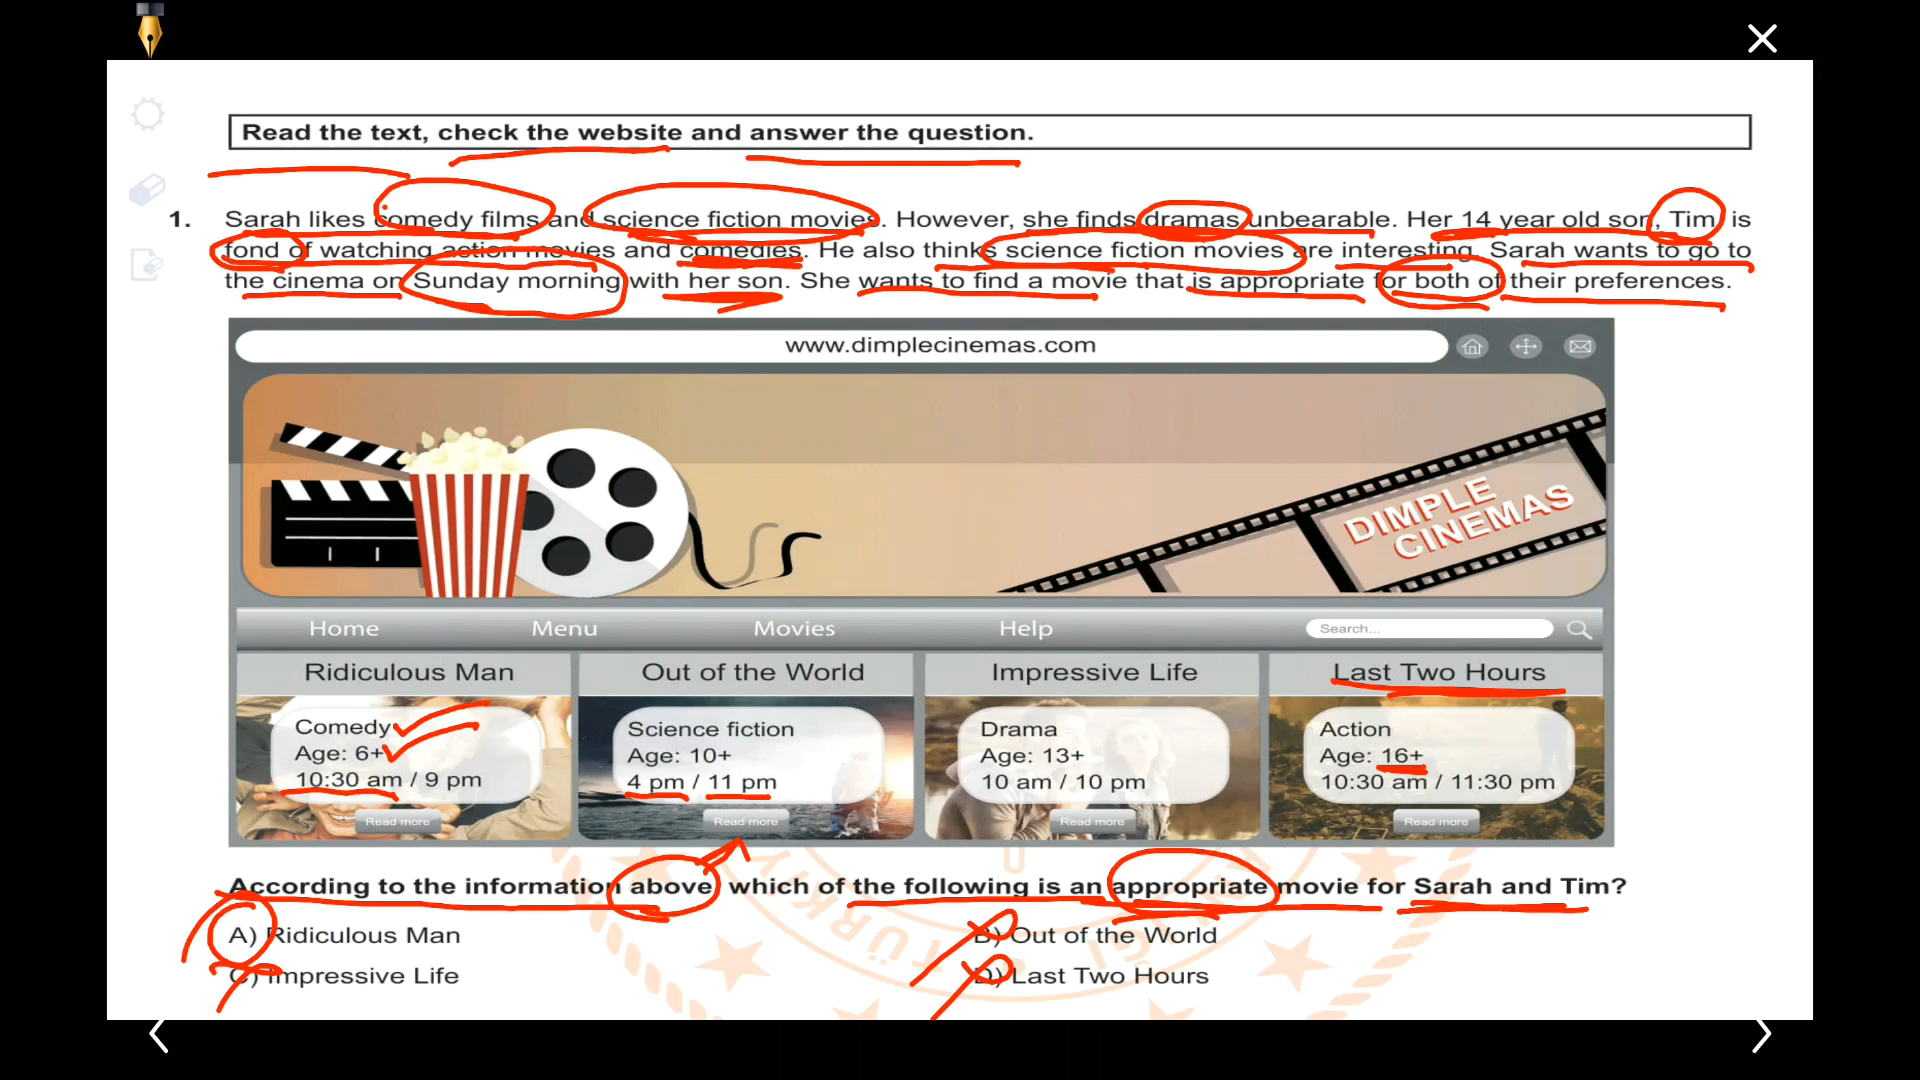 Read the text, check the website and answer the question.
1. Sarah likes comedy films and science fiction movies. However, she finds dramas unbearable. Her 14 year old son, Tim is
fond of watching action movies and comedies. He also thinks science fiction movies are interesting. Sarah wants to go to
the cinema on Sunday morning with her son. She wants to find a movie that is appropriate for both of their preferences.
www.dimplecinemas.com
DIMPLE
CINEMAS
Home Menu Movies Help Search...
Ridiculous Man
Comedy
Age: 6+
10:30 am / 9 pm
Read more
Out of the World
Science fiction
Age: 10+
4 pm / 11 pm
Read more
Impressive Life
Drama
Age: 13+
10 am / 10 pm
Read more
Last Two Hours
Action
Age: 16+
10:30 am / 11:30 pm
Read more
According to the information above, which of the following is an appropriate movie for Sarah and Tim?
A) Ridiculous Man
B) Out of the World
C) Impressive Life
D) Last Two Hours